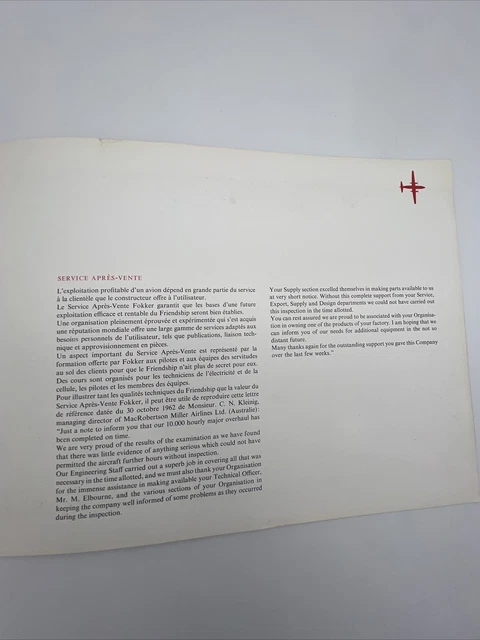 SERVICE APRÈS-VENTE
L'exploitation profitable d'un avion dépend en grande partie du service
à la clientèle que le constructeur offre à l'utilisateur.
Le Service Après-Vente Fokker garantit que les bases d'une future
exploitation efficace et rentable du Friendship seront bien établies.
Une organisation pleinement éprouvée et expérimentée qui s'est acquis
une réputation mondiale offre une large gamme de services adaptés aux
besoins personnels de l'utilisateur, tels que publications, liaison tech-
nique et approvisionnement en pièces.
Un aspect important du Service Après-Vente est représenté par la
formation offerte par Fokker aux pilotes et aux équipes des servitudes
au sol des clients pour que le Friendship n'ait plus de secret pour eux.
Des cours sont organisés pour les techniciens de l'électricité et de la
cellule, les pilotes et les membres des équipes.
Pour illustrer tant les qualités techniques du Friendship que la valeur du
Service Après-Vente Fokker, il peut être utile de reproduire cette lettre
de référence datée du 30 octobre 1962 de Monsieur. C. N. Kleinig,
managing director of MacRobertson Miller Airlines Ltd. (Australie):
"Just a note to inform you that our 10.000 hourly major overhaul has
been completed on time.
We are very proud of the results of the examination as we have found
that there was little evidence of anything serious which could not have
permitted the aircraft further hours without inspection.
Our Engineering Staff carried out a superb job in covering all that was
necessary in the time allotted, and we must also thank your Organisation
for the immense assistance in making available your Technical Officer,
Mr. M. Elbourne, and the various sections of your Organisation in
keeping the company well informed of some problems as they occurred
during the inspection.
Your Supply section excelled themselves in making parts available to us
at very short notice. Without this complete support from your Service,
Export, Supply and Design departments we could not have carried out
this inspection in the time allotted.
You can rest assured we are proud to be associated with your Organisa-
tion in owning one of the products of your factory. I am hoping that we
can inform you of our needs for additional equipment in the not so
distant future.
Many thanks again for the outstanding support you gave this Company
over the last few weeks."